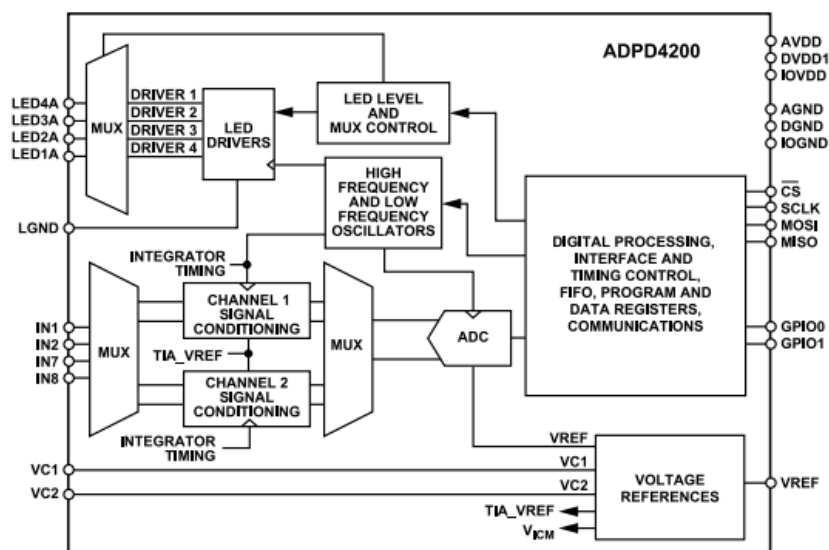 ADPD4200
AVDD
DVDD1
IOVDD
AGND
DGND
IOGND
CS
SCLK
MOSI
MISO
GPIO0
GPIO1
VREF
LED4A
LED3A
LED2A
LED1A
LGND
IN1
IN2
IN7
IN8
VC1
VC2
MUX
DRIVER 1
DRIVER 2
DRIVER 3
DRIVER 4
LED
DRIVERS
LED LEVEL
AND
MUX CONTROL
HIGH
FREQUENCY
AND LOW
FREQUENCY
OSCILLATORS
DIGITAL PROCESSING,
INTERFACE AND
TIMING CONTROL,
FIFO, PROGRAM AND
DATA REGISTERS,
COMMUNICATIONS
INTEGRATOR
TIMING
MUX
CHANNEL 1
SIGNAL
CONDITIONING
TIA_VREF
CHANNEL 2
SIGNAL
CONDITIONING
INTEGRATOR
TIMING
MUX
ADC
VREF
VC1
VC2
TIA_VREF
VICM
VOLTAGE
REFERENCES